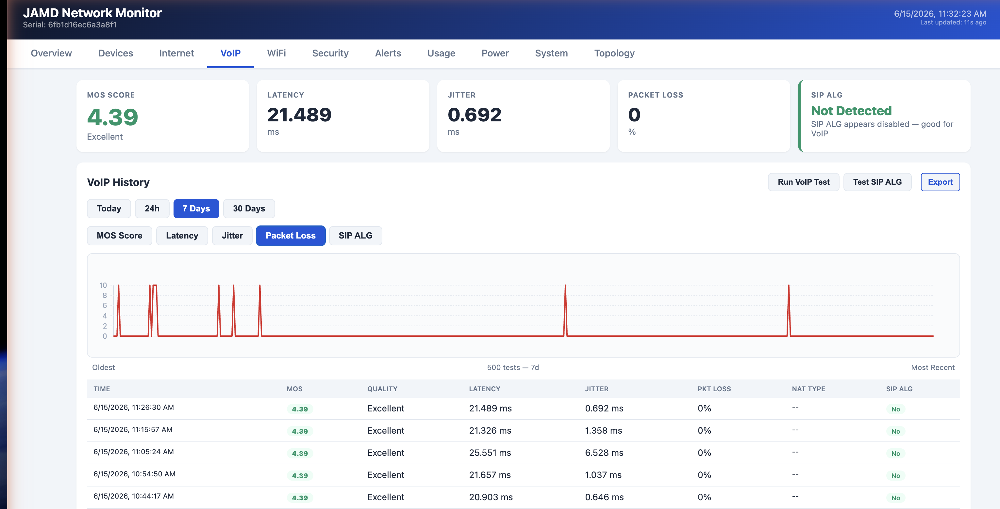 JAMD Network Monitor
Serial: 6fb1d16ec6a3a8f1
6/15/2026, 11:32:23 AM
Last updated: 11s ago
Overview Devices Internet VoIP WiFi Security Alerts Usage Power System Topology
MOS SCORE
4.39
Excellent
LATENCY
21.489
ms
JITTER
0.692
ms
PACKET LOSS
0
%
SIP ALG
Not Detected
SIP ALG appears disabled — good for
VoIP
VoIP History
Run VoIP Test Test SIP ALG Export
Today 24h 7 Days 30 Days
MOS Score Latency Jitter Packet Loss SIP ALG
10
8
6
4
2
0
Oldest 500 tests — 7d Most Recent
TIME MOS QUALITY LATENCY JITTER PKT LOSS NAT TYPE SIP ALG
6/15/2026, 11:26:30 AM 4.39 Excellent 21.489 ms 0.692 ms 0% -- No
6/15/2026, 11:15:57 AM 4.39 Excellent 21.326 ms 1.358 ms 0% -- No
6/15/2026, 11:05:24 AM 4.39 Excellent 25.551 ms 6.528 ms 0% -- No
6/15/2026, 10:54:50 AM 4.39 Excellent 21.657 ms 1.037 ms 0% -- No
6/15/2026, 10:44:17 AM 4.39 Excellent 20.903 ms 0.646 ms 0% -- No